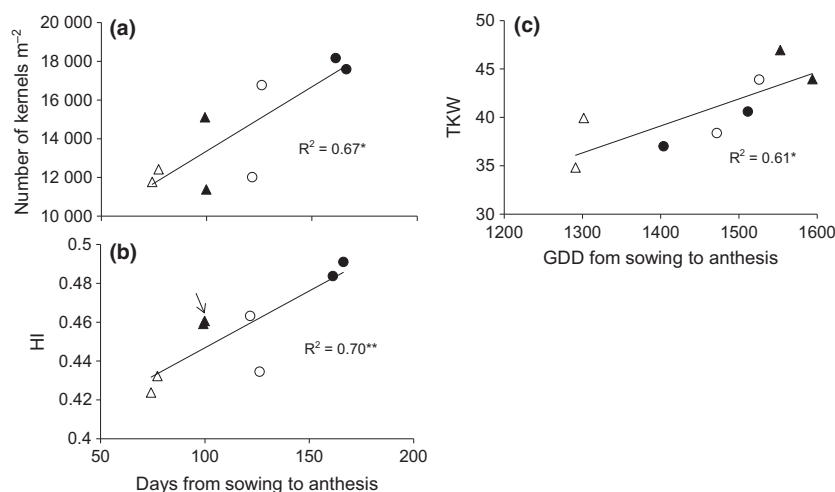 (a)
Number of kernels m⁻²
20 000
18 000
16 000
14 000
12 000
10 000
R² = 0.67*
(b)
HI
0.5
0.48
0.46
0.44
0.42
0.4
R² = 0.70**
50 100 150 200
Days from sowing to anthesis
(c)
TKW
50
45
40
35
30
R² = 0.61*
1200 1300 1400 1500 1600
GDD fom sowing to anthesis